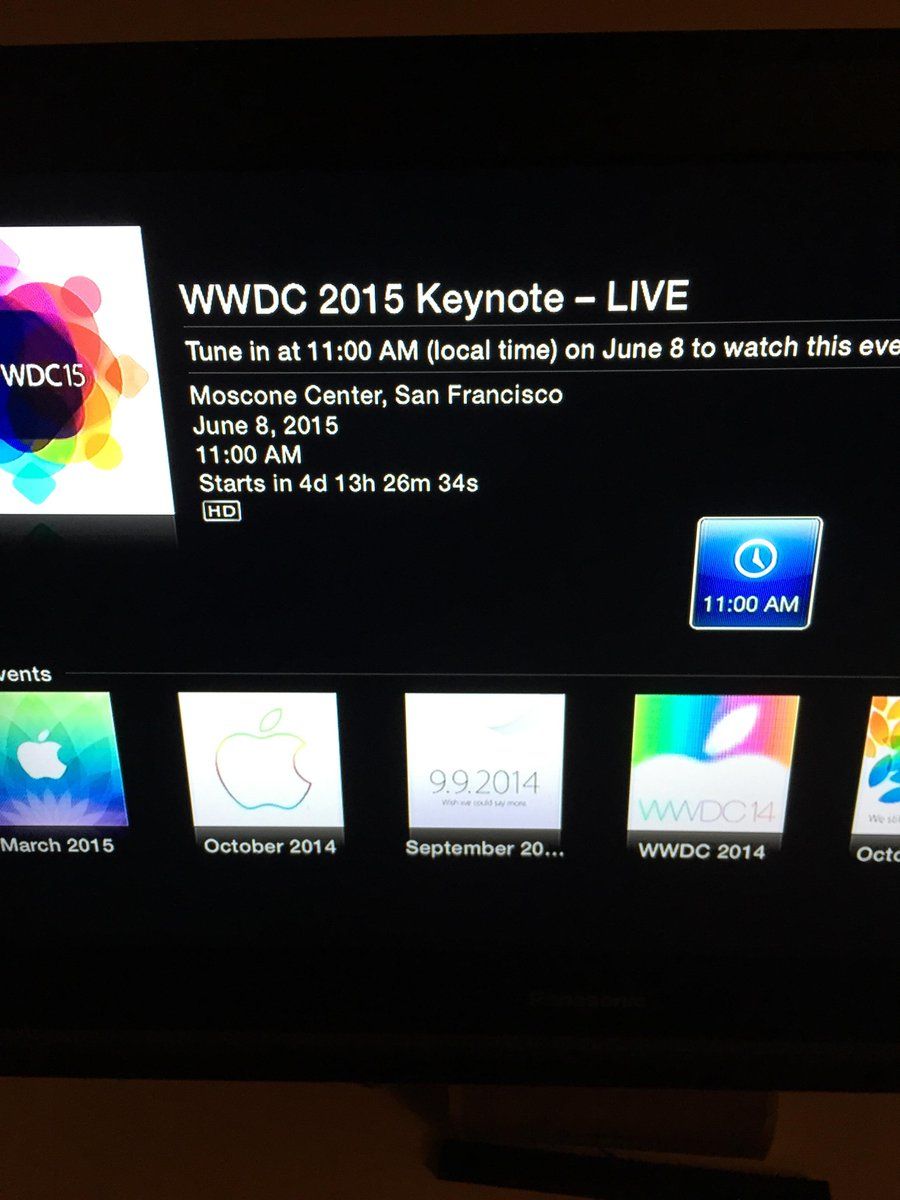 WDC15
WWDC 2015 Keynote – LIVE
Tune in at 11:00 AM (local time) on June 8 to watch this eve
Moscone Center, San Francisco
June 8, 2015
11:00 AM
Starts in 4d 13h 26m 34s
HD
11:00 AM
vents
9.9.2014
Wish we could say more.
WWDC14
We sti
March 2015
October 2014
September 20...
WWDC 2014
Octo
Panasonic